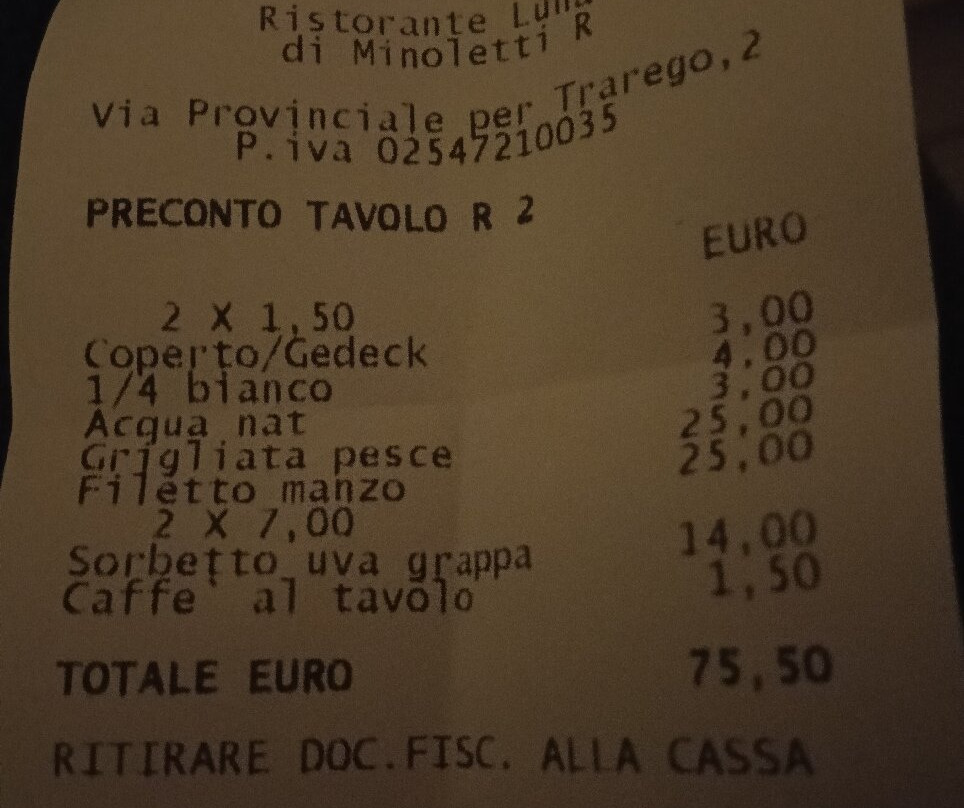 Ristorante
di Minoletti R
Via Provinciale per Trarego,2
P.iva 02547210035
PRECONTO TAVOLO R 2
EURO
2 X 1,50
Coperto/Gedeck 3,00
1/4 bianco 4,00
Acqua nat 3,00
Grigliata pesce 25,00
Filetto manzo 25,00
2 X 7,00
Sorbetto uva grappa 14,00
Caffe` al tavolo 1,50
TOTALE EURO 75,50
RITIRARE DOC.FISC. ALLA CASSA